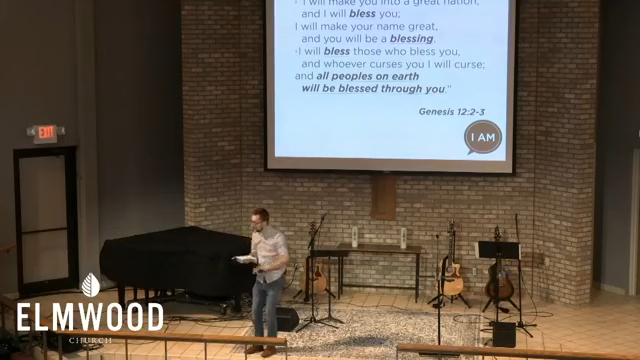 "I will make you into a great nation,
and I will bless you;
I will make your name great,
and you will be a blessing.
I will bless those who bless you,
and whoever curses you I will curse;
and all peoples on earth
will be blessed through you."
Genesis 12:2-3
I AM
EXIT
ELMWOOD
CHURCH